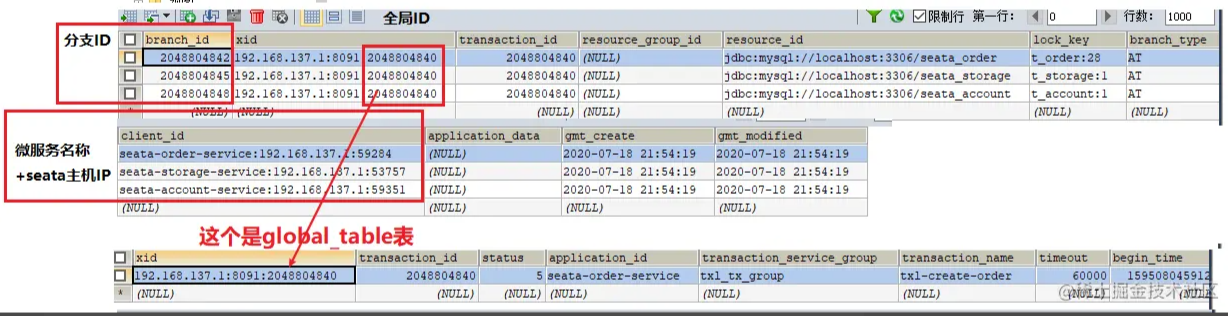 全局ID
限制行 第一行: 0 行数: 1000
分支ID
branch_id xid transaction_id resource_group_id resource_id lock_key branch_type
2048804842 192.168.137.1:8091 2048804840 2048804840 (NULL) jdbc:mysql://localhost:3306/seata_order t_order:28 AT
2048804845 192.168.137.1:8091 2048804840 2048804840 (NULL) jdbc:mysql://localhost:3306/seata_storage t_storage:1 AT
2048804848 192.168.137.1:8091 2048804840 2048804840 (NULL) jdbc:mysql://localhost:3306/seata_account t_account:1 AT
* (NULL) (NULL) (NULL) (NULL) (NULL) (NULL) (NULL)
微服务名称
+seata主机IP
client_id application_data gmt_create gmt_modified
seata-order-service:192.168.137.1:59284 (NULL) 2020-07-18 21:54:19 2020-07-18 21:54:19
seata-storage-service:192.168.137.1:53757 (NULL) 2020-07-18 21:54:19 2020-07-18 21:54:19
seata-account-service:192.168.137.1:59351 (NULL) 2020-07-18 21:54:19 2020-07-18 21:54:19
(NULL) (NULL) (NULL) (NULL)
这个是global_table表
xid transaction_id status application_id transaction_service_group transaction_name timeout begin_time
192.168.137.1:8091:2048804840 2048804840 5 seata-order-service txl_tx_group txl-create-order 60000 159508045912
* (NULL) (NULL) (NULL) (NULL) (NULL) (NULL) (NULL) (NULL)
@稀土掘金技术社区